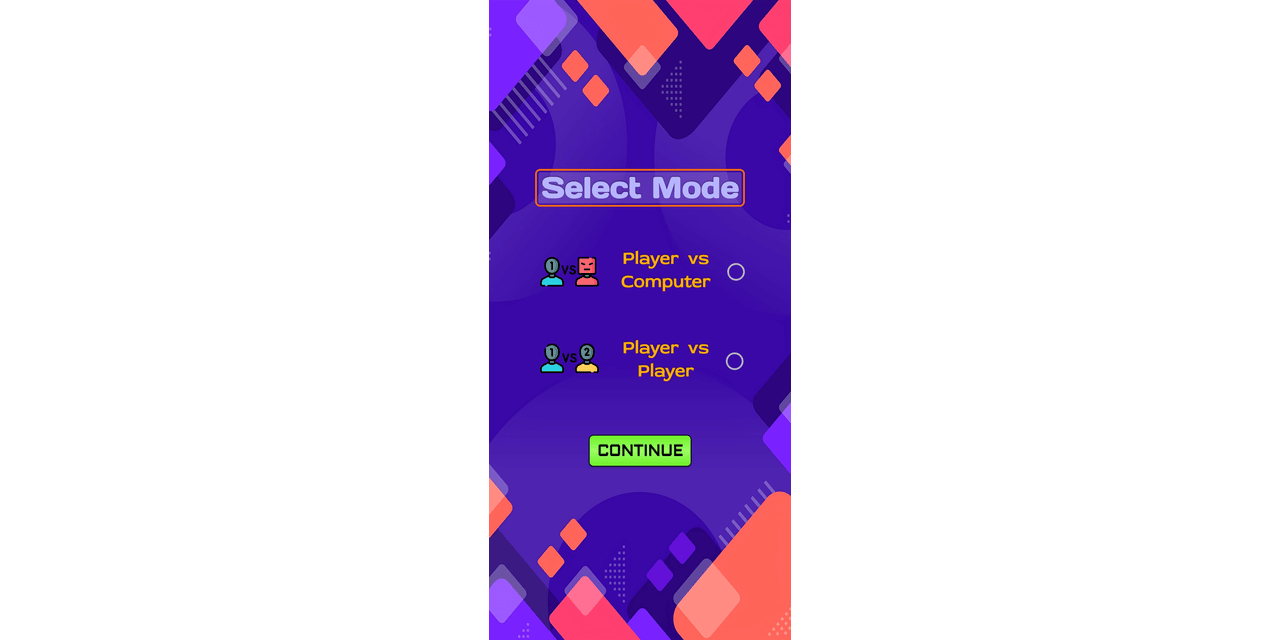 Select Mode
1 VS
Player vs
Computer
1 VS 2
Player vs
Player
CONTINUE